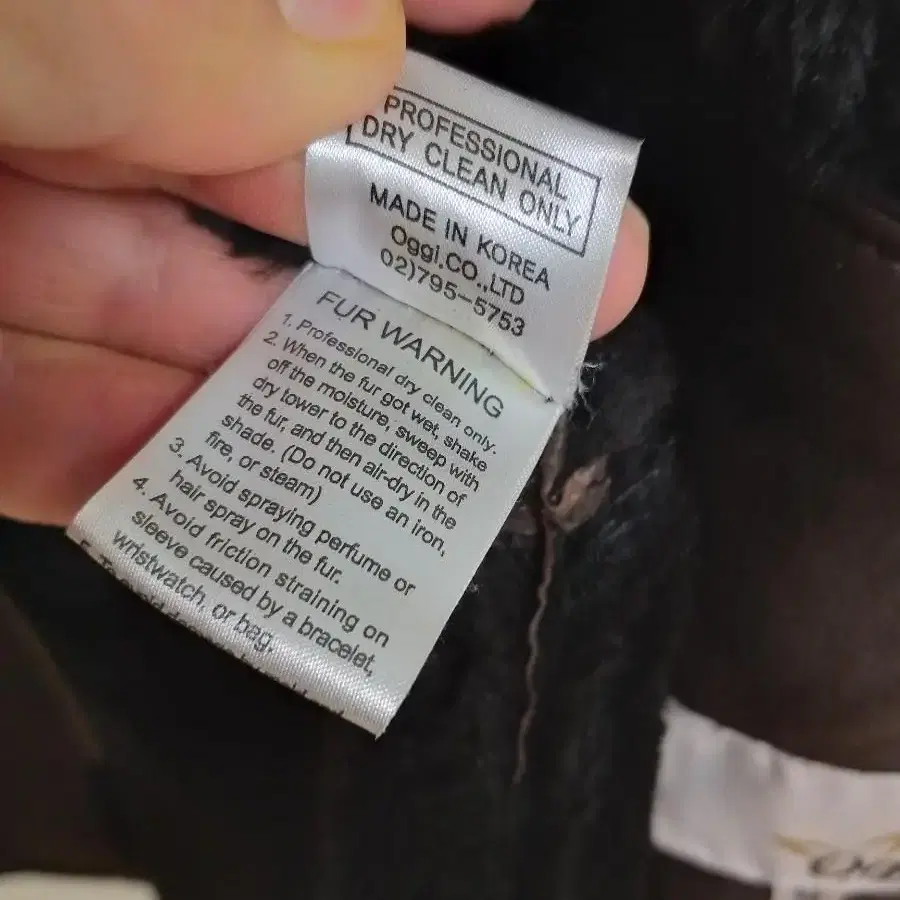 PROFESSIONAL
DRY CLEAN ONLY
MADE IN KOREA
Oggi.CO.,LTD
02)795-5753
FUR WARNING
1. Professional dry clean only.
2. When the fur got wet, shake
off the moisture, sweep with
dry tower to the direction of
the fur, and then air-dry in the
shade. (Do not use an iron,
fire, or steam)
3. Avoid spraying perfume or
hair spray on the fur.
4. Avoid friction straining on
sleeve caused by a bracelet,
wristwatch, or bag.